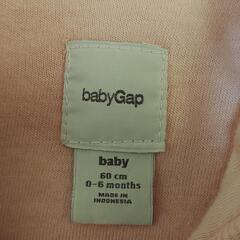 babyGap
baby
60 cm
0-6 months
MADE IN
INDONESIA